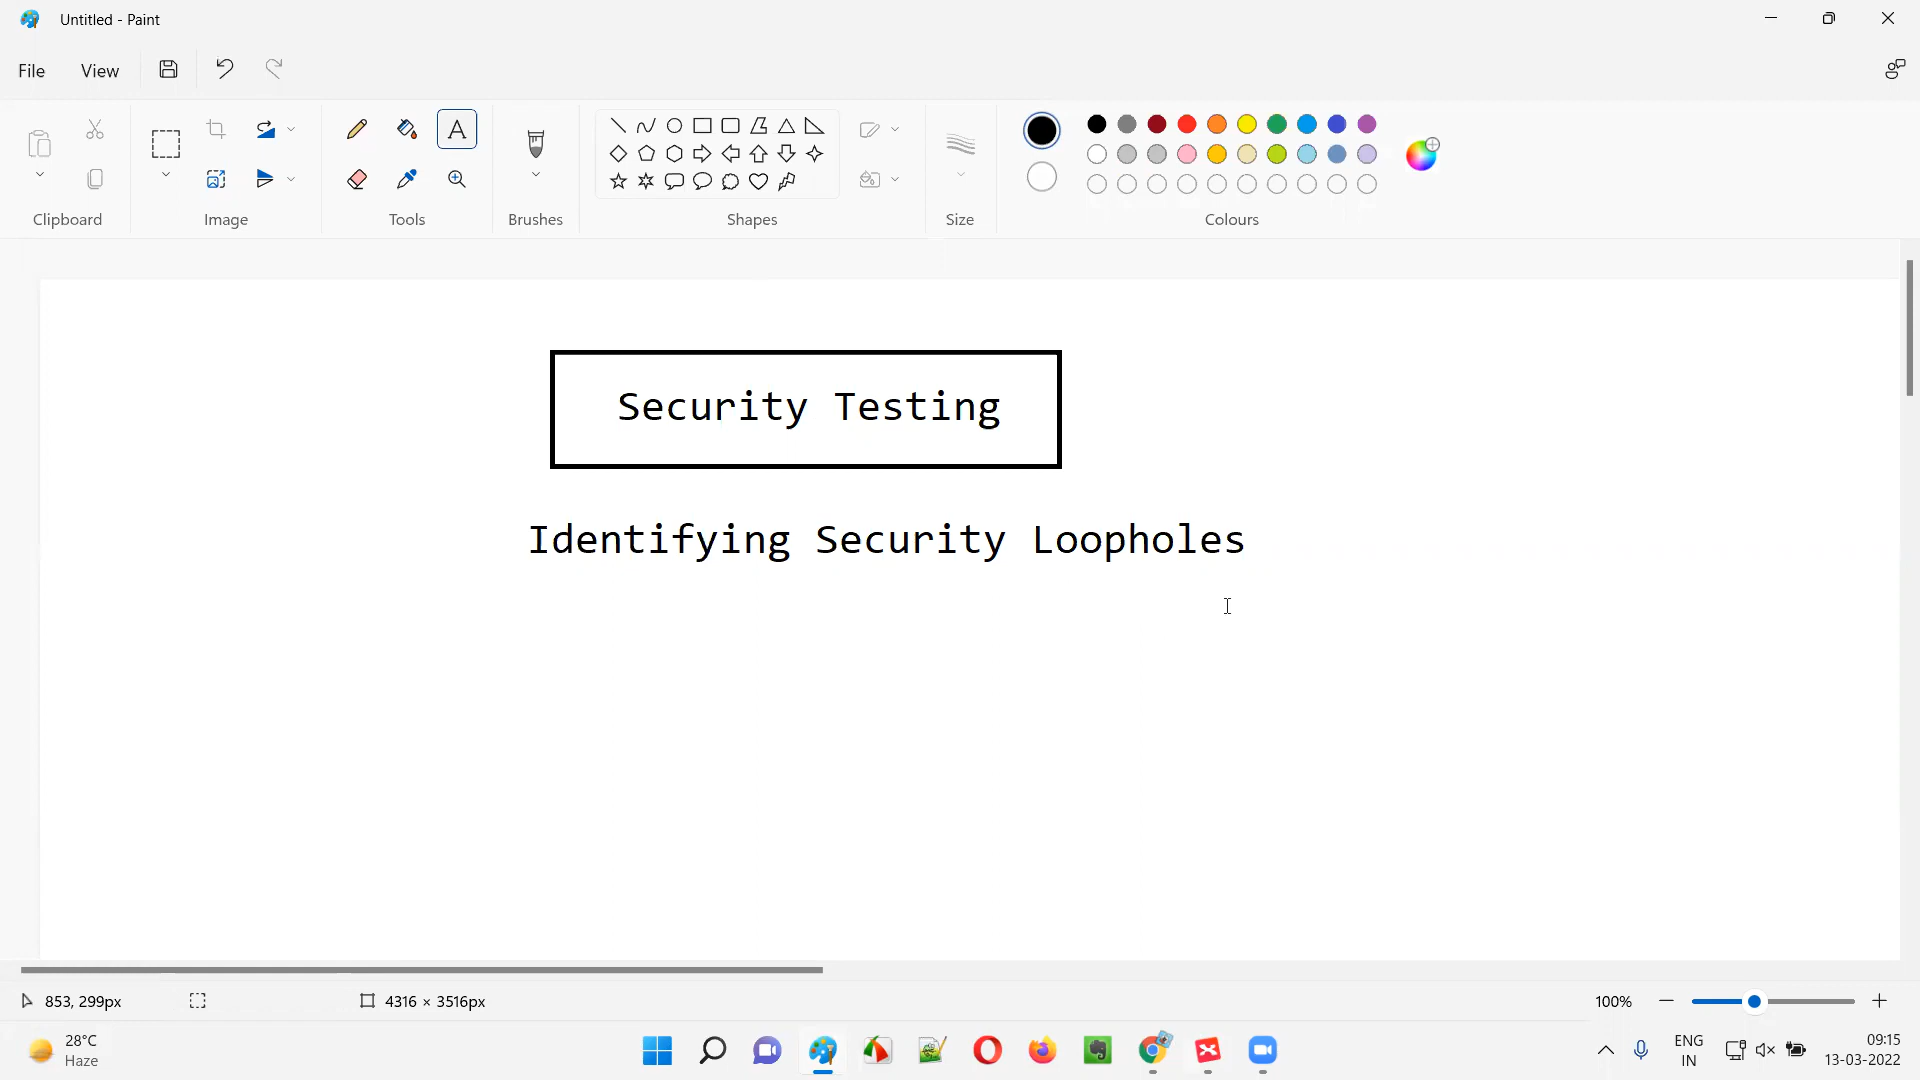 Untitled - Paint
File View
Clipboard
Image
Tools
Brushes
Shapes
Size
Colours
Security Testing
Identifying Security Loopholes
853, 299px
4316 × 3516px
100%
28°C
Haze
ENG
IN
09:15
13-03-2022